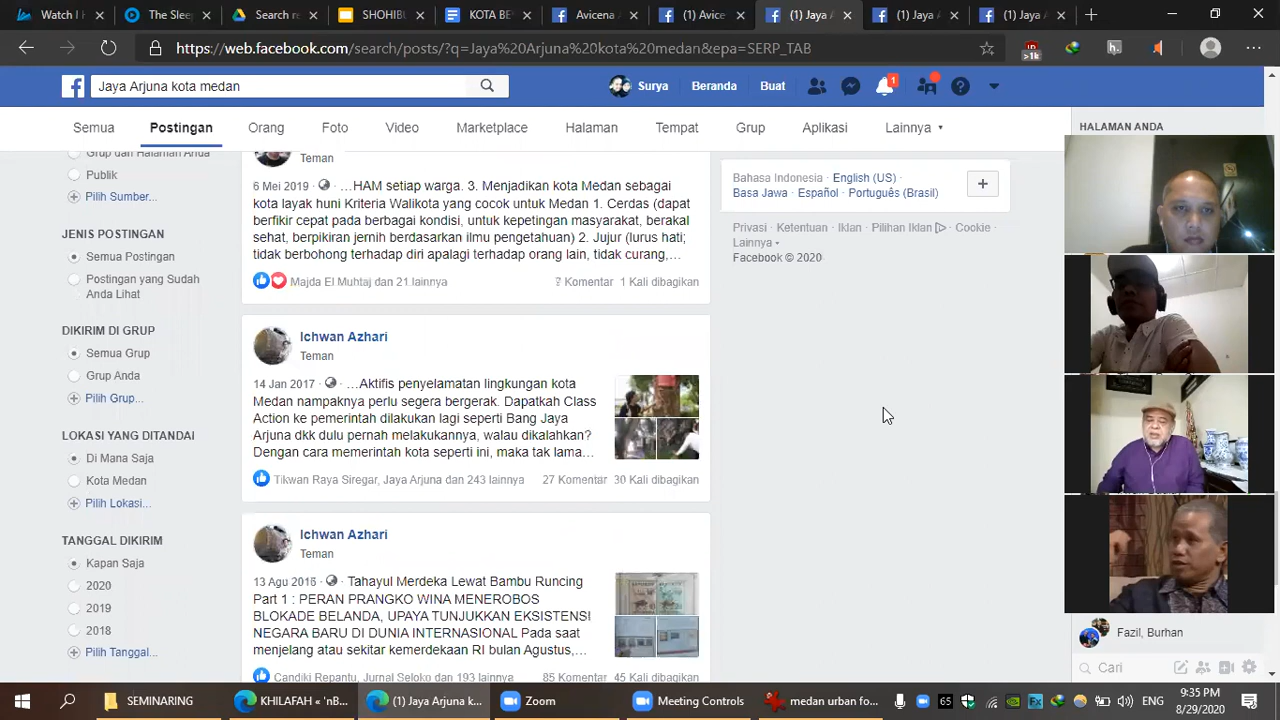 Watch I H
The Sleep
Search re
SHOHIBU
KOTA BE
Avicena A
(1) Avice
(1) Jaya A
(1) Jaya A
(1) Jaya A
https://web.facebook.com/search/posts/?q=Jaya%20Arjuna%20kota%20medan&epa=SERP_TAB
>1k
Jaya Arjuna kota medan
Surya
Beranda
Buat
1
Semua
Postingan
Orang
Foto
Video
Marketplace
Halaman
Tempat
Grup
Aplikasi
Lainnya
HALAMAN ANDA
Grup dan Halaman Anda
Publik
Pilih Sumber...
JENIS POSTINGAN
Semua Postingan
Postingan yang Sudah
Anda Lihat
DIKIRIM DI GRUP
Semua Grup
Grup Anda
Pilih Grup...
LOKASI YANG DITANDAI
Di Mana Saja
Kota Medan
Pilih Lokasi...
TANGGAL DIKIRIM
Kapan Saja
2020
2019
2018
Pilih Tanggal...
Teman
6 Mei 2019 · …HAM setiap warga. 3. Menjadikan kota Medan sebagai
kota layak huni Kriteria Walikota yang cocok untuk Medan 1. Cerdas (dapat
berfikir cepat pada berbagai kondisi, untuk kepetingan masyarakat, berakal
sehat, berpikiran jernih berdasarkan ilmu pengetahuan) 2. Jujur (lurus hati;
tidak berbohong terhadap diri apalagi terhadap orang lain, tidak curang,...
Majda El Muhtaj dan 21 lainnya
Komentar 1 Kali dibagikan
Ichwan Azhari
Teman
14 Jan 2017 · …Aktifis penyelamatan lingkungan kota
Medan nampaknya perlu segera bergerak. Dapatkah Class
Action ke pemerintah dilakukan lagi seperti Bang Jaya
Arjuna dkk dulu pernah melakukannya, walau dikalahkan?
Dengan cara memerintah kota seperti ini, maka tak lama...
Tikwan Raya Siregar, Jaya Arjuna dan 243 lainnya
27 Komentar 30 Kali dibagikan
Ichwan Azhari
Teman
13 Agu 2016 · Tahayul Merdeka Lewat Bambu Runcing
Part 1 : PERAN PRANGKO WINA MENEROBOS
BLOKADE BELANDA, UPAYA TUNJUKKAN EKSISTENSI
NEGARA BARU DI DUNIA INTERNASIONAL Pada saat
menjelang atau sekitar kemerdekaan RI bulan Agustus,...
Candiki Repantu, Jurnal Seloko dan 193 lainnya
85 Komentar 45 Kali dibagikan
Bahasa Indonesia · English (US) ·
Basa Jawa · Español · Português (Brasil)
Privasi · Ketentuan · Iklan · Pilihan Iklan · Cookie ·
Lainnya
Facebook © 2020
Fazil, Burhan
Cari
SEMINARING
KHILAFAH « 'nB...
(1) Jaya Arjuna k...
Zoom
Meeting Controls
medan urban fo...
65
ENG
9:35 PM
8/29/2020